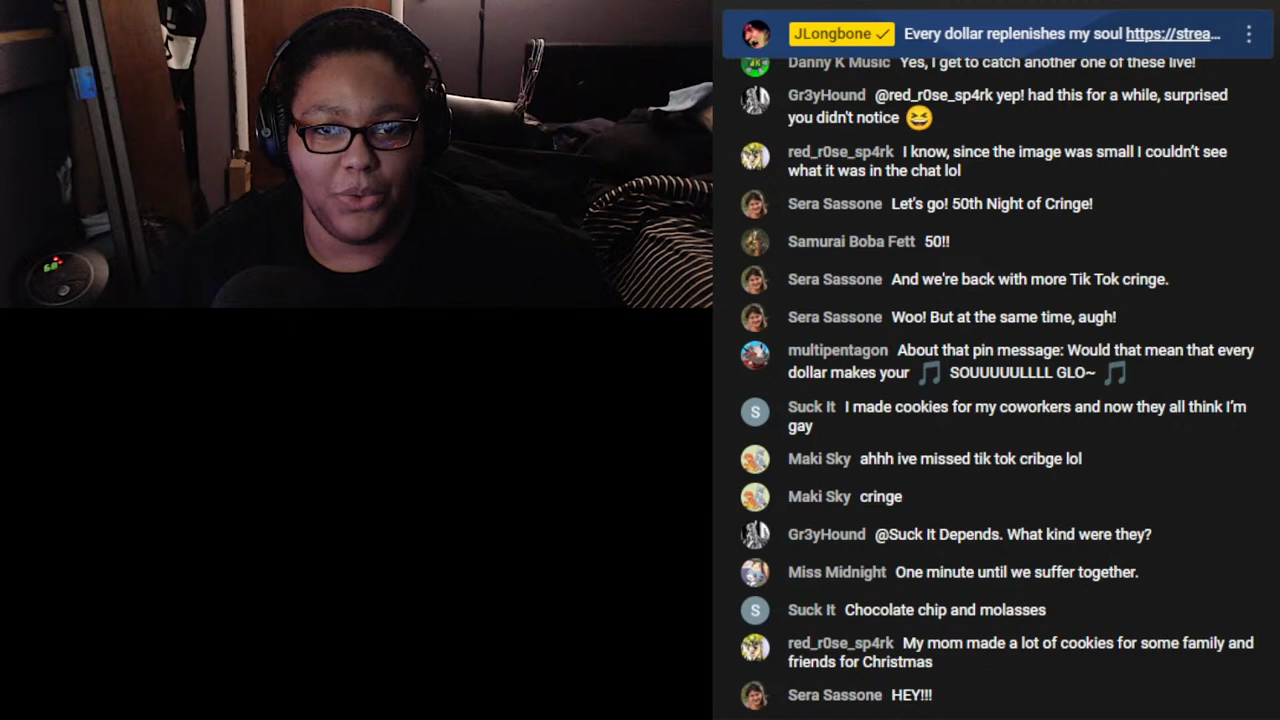 JLongbone Every dollar replenishes my soul https://strea...
Danny K Music Yes, I get to catch another one of these live!
Gr3yHound @red_r0se_sp4rk yep! had this for a while, surprised
you didn't notice
red_r0se_sp4rk I know, since the image was small I couldn't see
what it was in the chat lol
Sera Sassone Let's go! 50th Night of Cringe!
Samurai Boba Fett 50!!
Sera Sassone And we're back with more Tik Tok cringe.
Sera Sassone Woo! But at the same time, augh!
multipentagon About that pin message: Would that mean that every
dollar makes your 🎵 SOUUUUULLLL GLO~ 🎵
S Suck It I made cookies for my coworkers and now they all think I'm
gay
Maki Sky ahhh ive missed tik tok cribge lol
Maki Sky cringe
Gr3yHound @Suck It Depends. What kind were they?
Miss Midnight One minute until we suffer together.
S Suck It Chocolate chip and molasses
red_r0se_sp4rk My mom made a lot of cookies for some family and
friends for Christmas
Sera Sassone HEY!!!